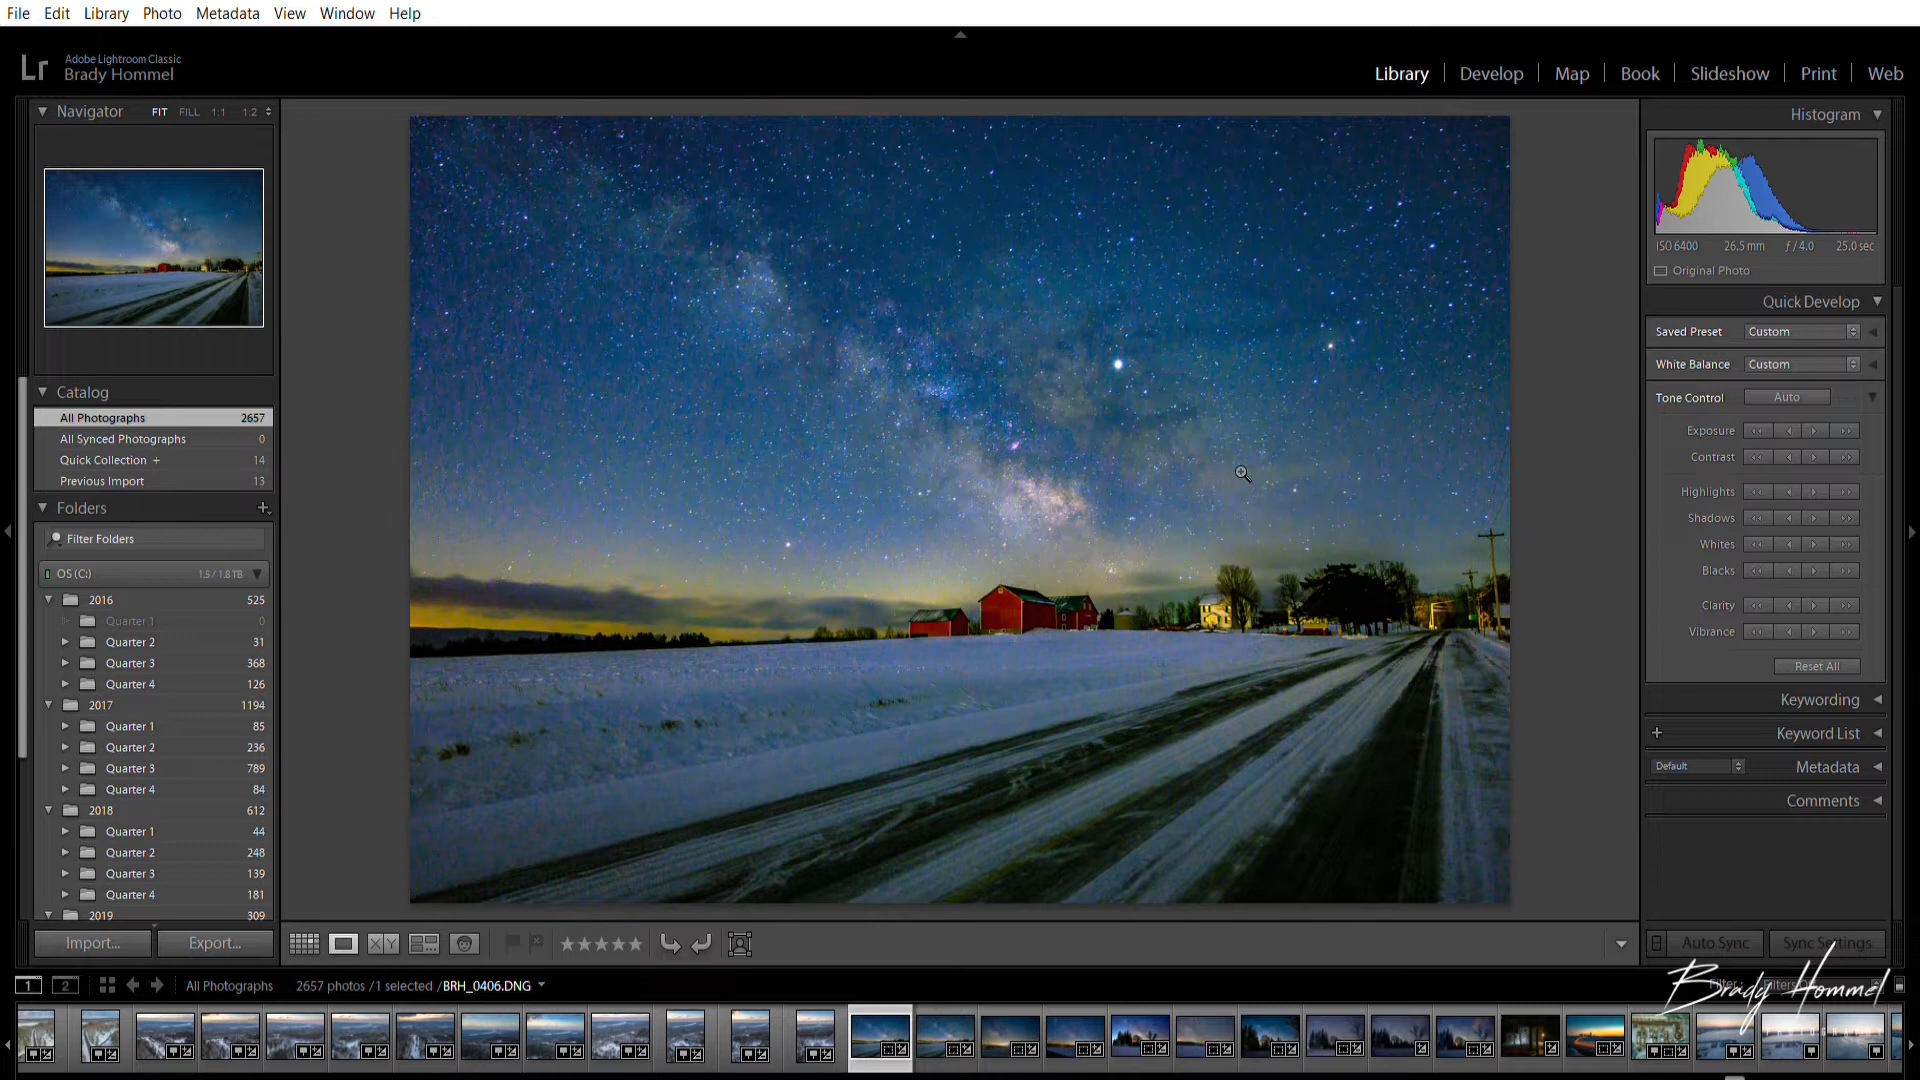 File Edit Library Photo Metadata View Window Help
Lr
Adobe Lightroom Classic
Brady Hommel
Library Develop Map Book Slideshow Print Web
Navigator FIT FILL 1:1 1:2
Catalog
All Photographs 2657
All Synced Photographs 0
Quick Collection + 14
Previous Import 13
Folders
Filter Folders
OS (C:) 1.5 / 1.8 TB
2016 525
Quarter 1 0
Quarter 2 31
Quarter 3 368
Quarter 4 126
2017 1194
Quarter 1 85
Quarter 2 236
Quarter 3 789
Quarter 4 84
2018 612
Quarter 1 44
Quarter 2 248
Quarter 3 139
Quarter 4 181
2019 309
Import... Export...
Histogram
ISO 6400 26.5 mm ƒ / 4.0 25.0 sec
Original Photo
Quick Develop
Saved Preset Custom
White Balance Custom
Tone Control Auto
Exposure
Contrast
Highlights
Shadows
Whites
Blacks
Clarity
Vibrance
Reset All
Keywording
Keyword List
Default Metadata
Comments
XY
Auto Sync Sync Settings
1 2 All Photographs 2657 photos / 1 selected / BRH_0406.DNG Filter:
Brady Hommel